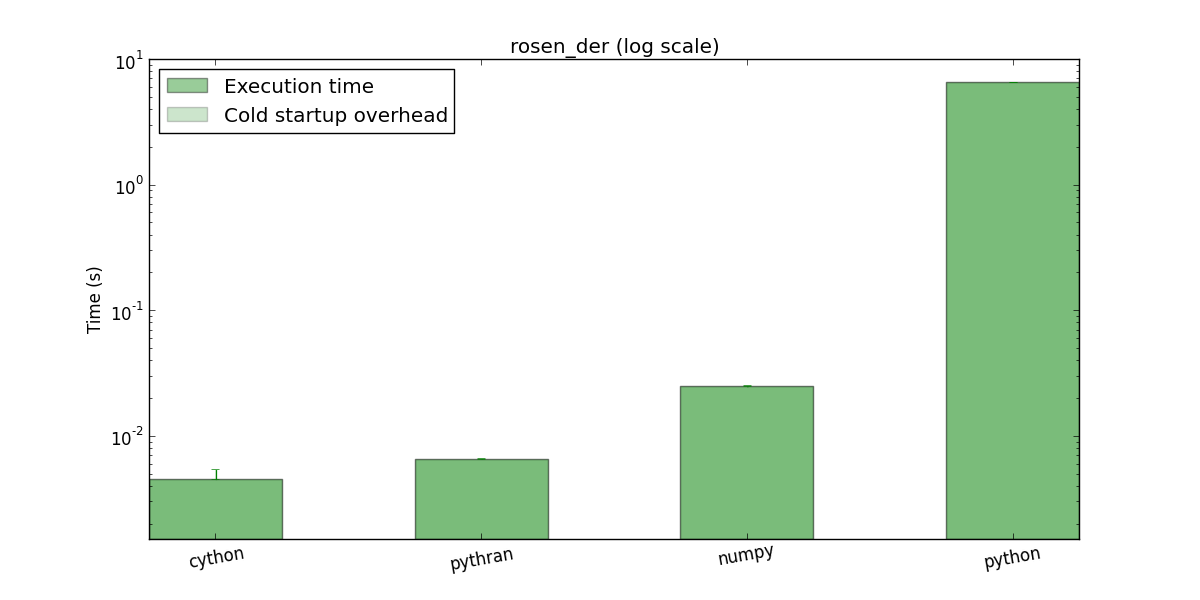 rosen_der (log scale)
Execution time
Cold startup overhead
Time (s)
10^1
10^0
10^-1
10^-2
cython
pythran
numpy
python